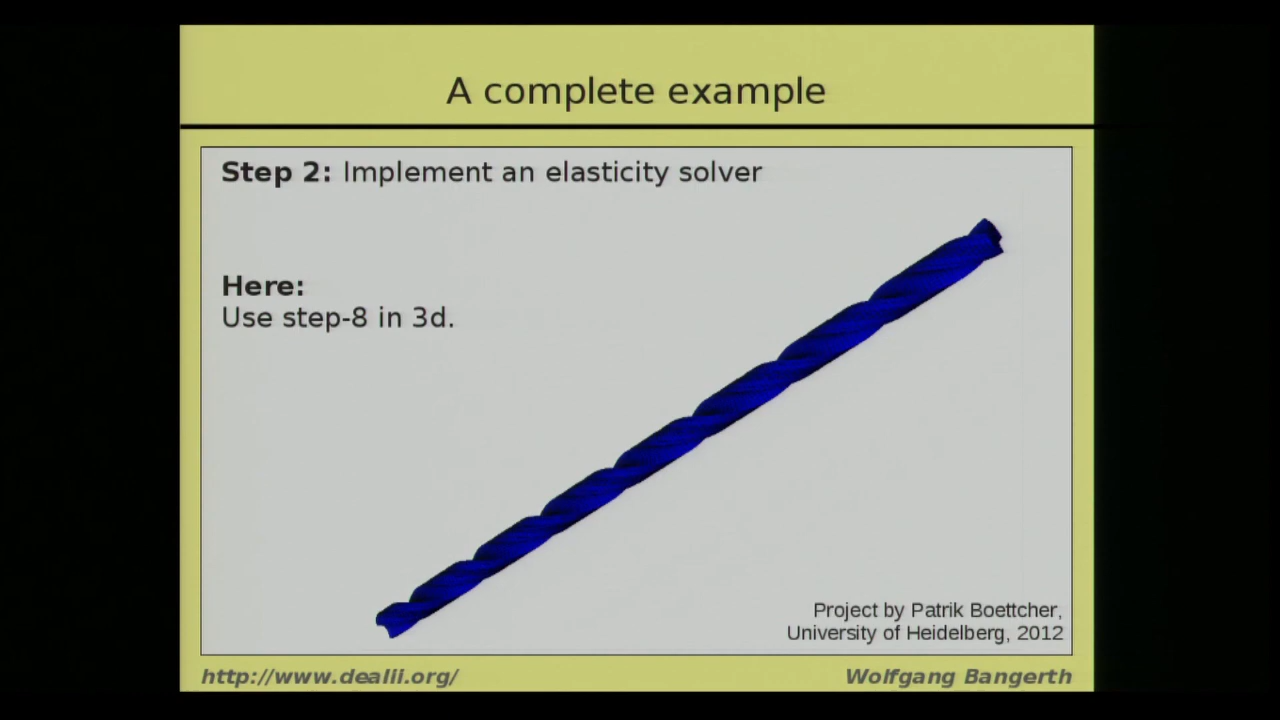 A complete example
Step 2: Implement an elasticity solver
Here:
Use step-8 in 3d.
Project by Patrik Boettcher,
University of Heidelberg, 2012
http://www.dealii.org/
Wolfgang Bangerth